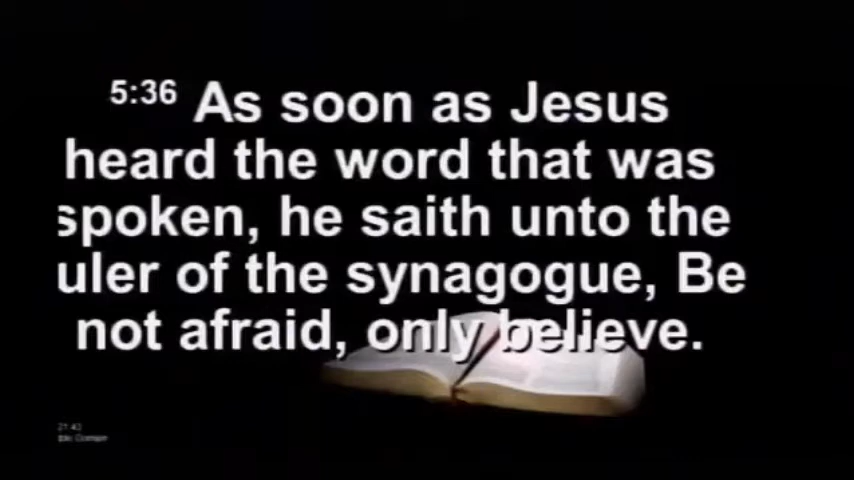 5:36 As soon as Jesus
heard the word that was
spoken, he saith unto the
uler of the synagogue, Be
not afraid, only believe.